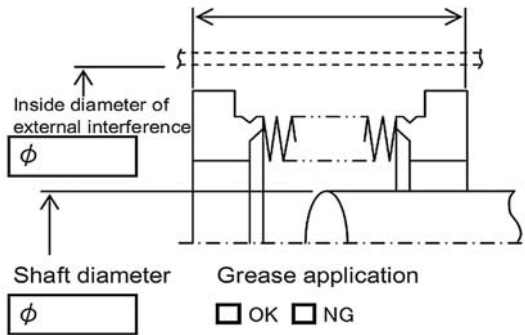 Inside diameter of
external interference
ϕ
Shaft diameter
ϕ
Grease application
OK NG